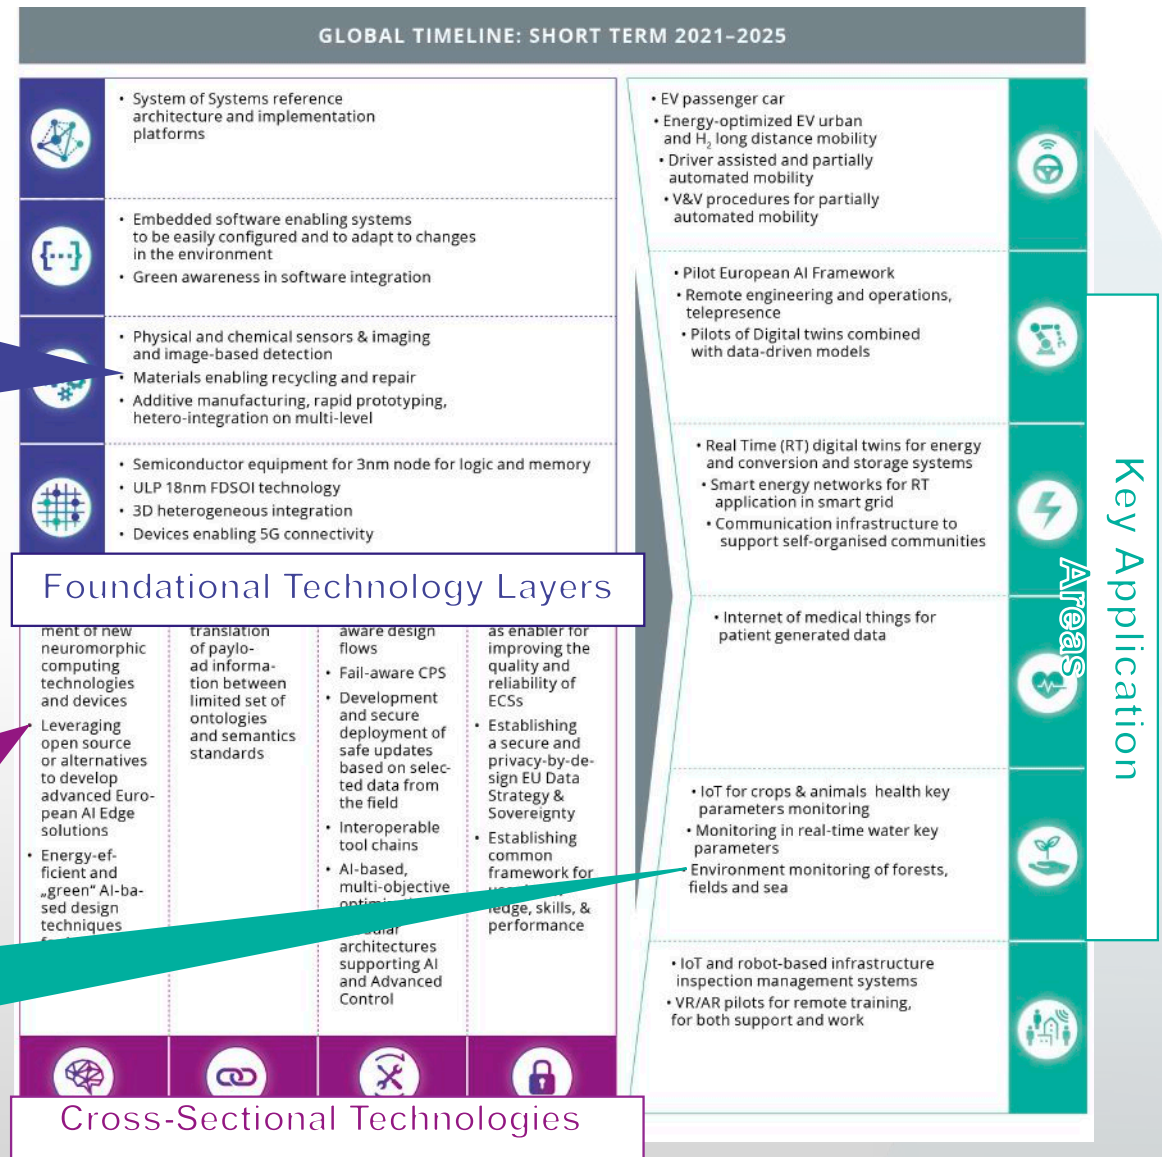 GLOBAL TIMELINE: SHORT TERM 2021–2025
• System of Systems reference
architecture and implementation
platforms
• Embedded software enabling systems
to be easily configured and to adapt to changes
in the environment
• Green awareness in software integration
• Physical and chemical sensors & imaging
and image-based detection
• Materials enabling recycling and repair
• Additive manufacturing, rapid prototyping,
hetero-integration on multi-level
• Semiconductor equipment for 3nm node for logic and memory
• ULP 18nm FDSOI technology
• 3D heterogeneous integration
• Devices enabling 5G connectivity
Foundational Technology Layers
ment of new
neuromorphic
computing
technologies
and devices
• Leveraging
open source
or alternatives
to develop
advanced Euro-
pean AI Edge
solutions
• Energy-ef-
ficient and
„green“ AI-ba-
sed design
techniques
translation
of paylo-
ad informa-
tion between
limited set of
ontologies
and semantics
standards
aware design
flows
• Fail-aware CPS
• Development
and secure
deployment of
safe updates
based on selec-
ted data from
the field
• Interoperable
tool chains
• AI-based,
multi-objective
architectures
supporting AI
and Advanced
Control
as enabler for
improving the
quality and
reliability of
ECSs
• Establishing
a secure and
privacy-by-de-
sign EU Data
Strategy &
Sovereignty
• Establishing
common
framework for
ledge, skills, &
performance
Cross-Sectional Technologies
• EV passenger car
• Energy-optimized EV urban
and H₂ long distance mobility
• Driver assisted and partially
automated mobility
• V&V procedures for partially
automated mobility
• Pilot European AI Framework
• Remote engineering and operations,
telepresence
• Pilots of Digital twins combined
with data-driven models
• Real Time (RT) digital twins for energy
and conversion and storage systems
• Smart energy networks for RT
application in smart grid
• Communication infrastructure to
support self-organised communities
• Internet of medical things for
patient generated data
• IoT for crops & animals health key
parameters monitoring
• Monitoring in real-time water key
parameters
• Environment monitoring of forests,
fields and sea
• IoT and robot-based infrastructure
inspection management systems
• VR/AR pilots for remote training,
for both support and work
Key Application
Areas